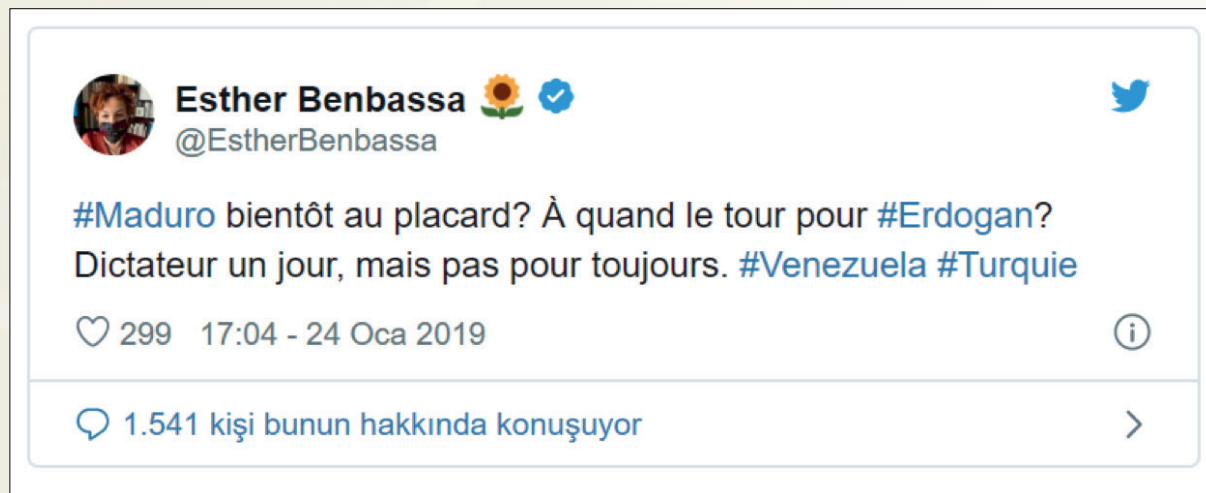 Esther Benbassa 🌻
@EstherBenbassa
#Maduro bientôt au placard? À quand le tour pour #Erdogan?
Dictateur un jour, mais pas pour toujours. #Venezuela #Turquie
299 17:04 - 24 Oca 2019
1.541 kişi bunun hakkında konuşuyor